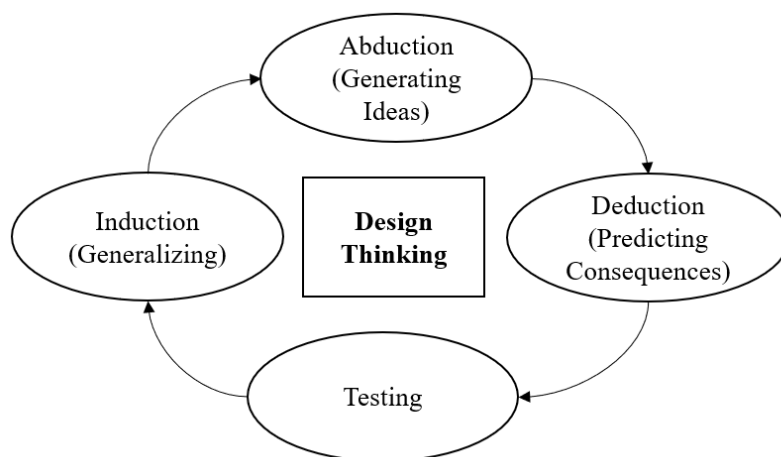 Abduction
(Generating
Ideas)
Induction
(Generalizing)
Design
Thinking
Deduction
(Predicting
Consequences)
Testing